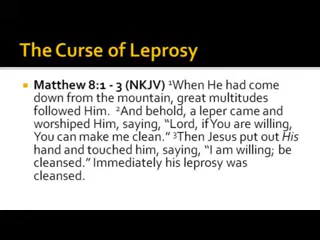 The Curse of Leprosy
Matthew 8:1 - 3 (NKJV) ¹When He had come
down from the mountain, great multitudes
followed Him. ²And behold, a leper came and
worshiped Him, saying, “Lord, if You are willing,
You can make me clean.” ³Then Jesus put out His
hand and touched him, saying, “I am willing; be
cleansed.” Immediately his leprosy was
cleansed.